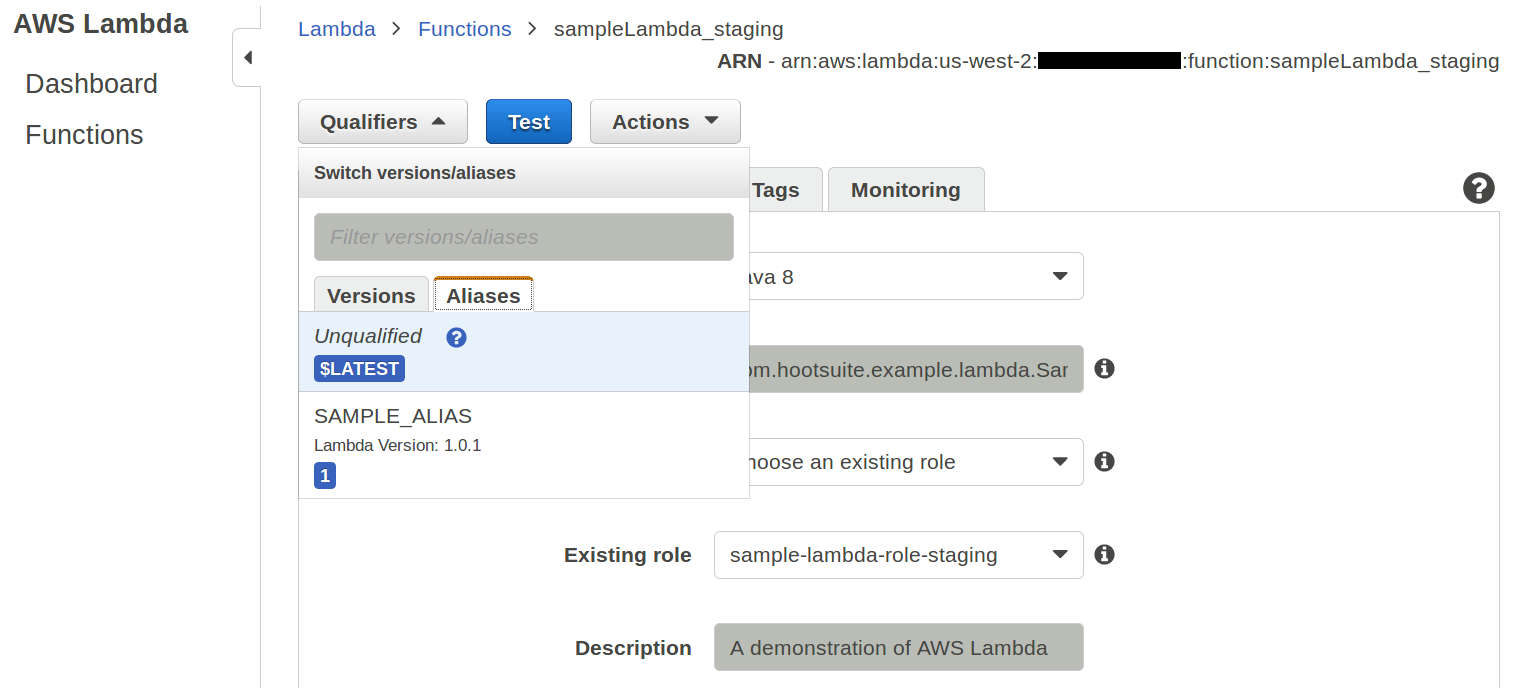 AWS Lambda
Dashboard
Functions
Lambda > Functions > sampleLambda_staging
ARN - arn:aws:lambda:us-west-2: :function:sampleLambda_staging
Qualifiers Test Actions
Switch versions/aliases
Tags Monitoring
Filter versions/aliases
ava 8
Versions Aliases
Unqualified
$LATEST
om.hootsuite.example.lambda.Sar
SAMPLE_ALIAS
Lambda Version: 1.0.1
hoose an existing role
1
Existing role sample-lambda-role-staging
Description A demonstration of AWS Lambda